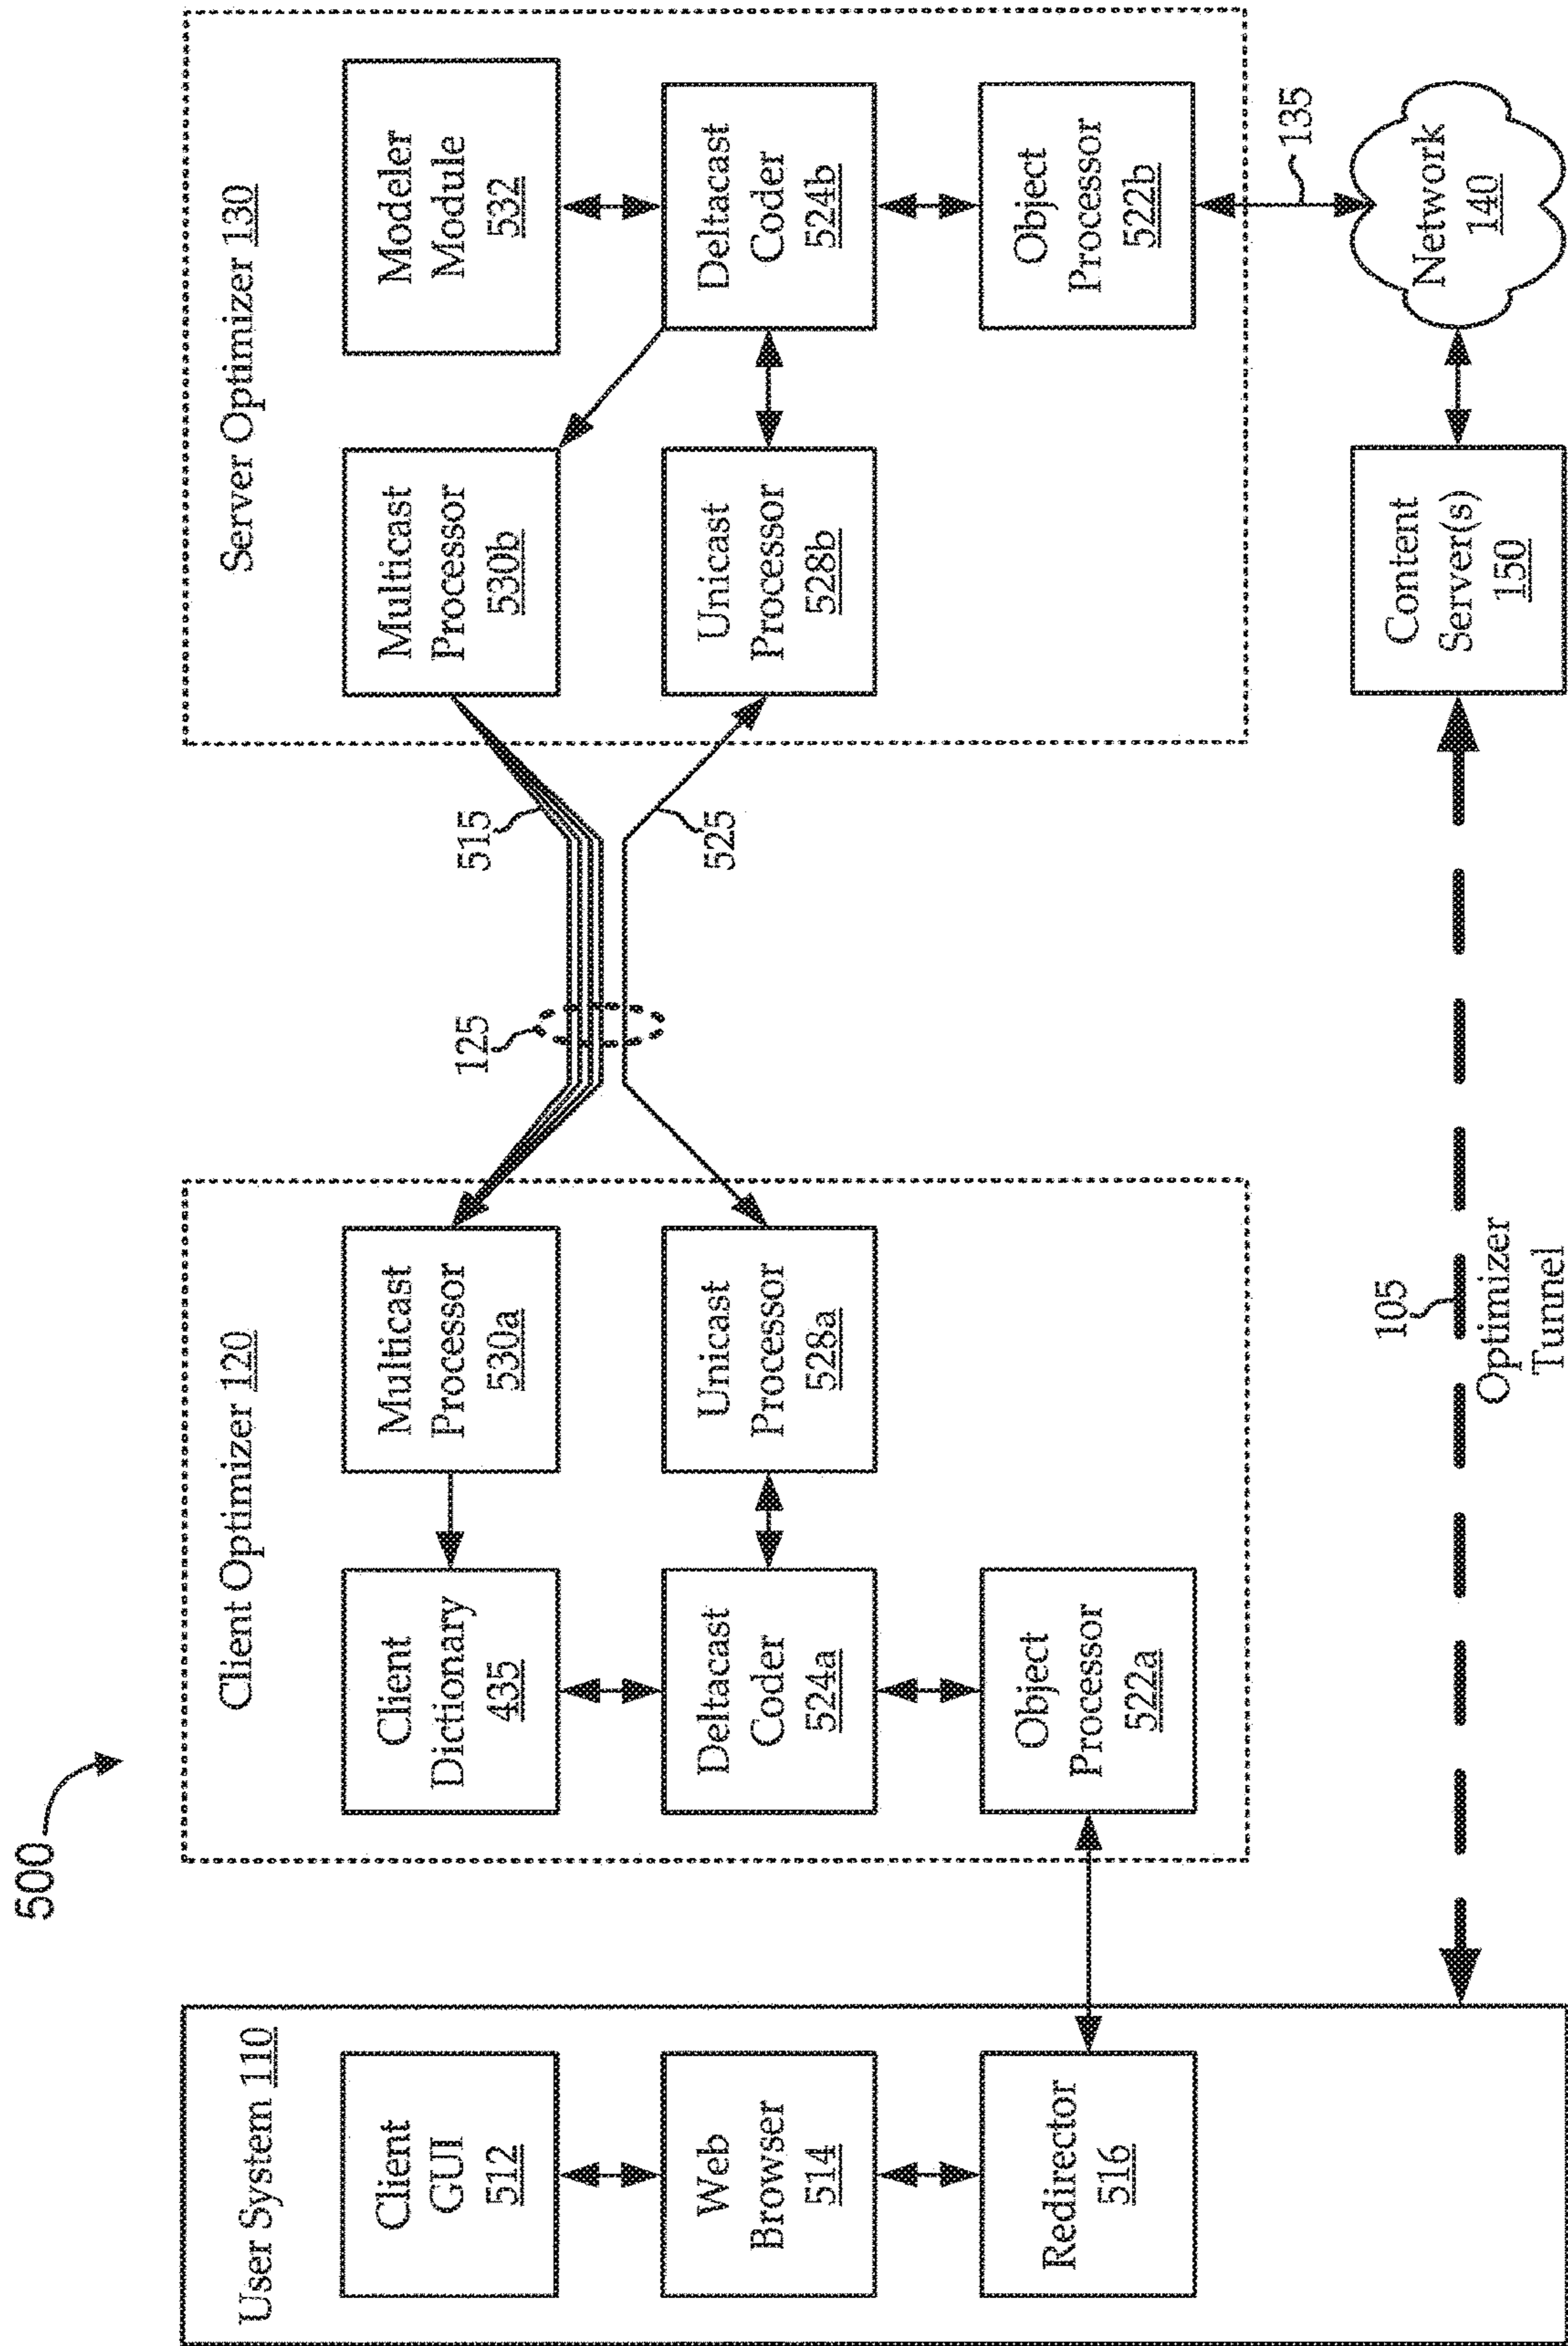 500
User System 110
Client
GUI
512
Web
Browser
514
Redirector
516
Client Optimizer 120
Client
Dictionary
435
Multicast
Processor
530a
Deltacast
Coder
524a
Unicast
Processor
528a
Object
Processor
522a
125
515
525
Server Optimizer 130
Multicast
Processor
530b
Modeler
Module
532
Unicast
Processor
528b
Deltacast
Coder
524b
Object
Processor
522b
135
105
Optimizer
Tunnel
Content
Server(s)
150
Network
140